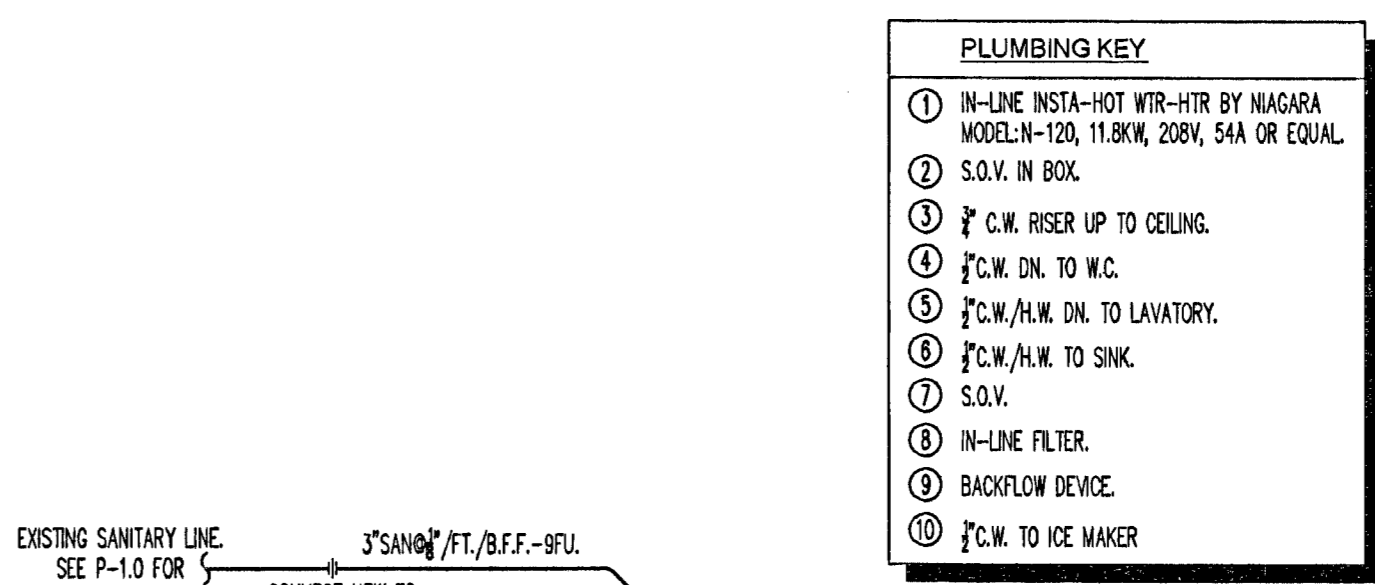 PLUMBING KEY
1 IN-LINE INSTA-HOT WTR-HTR BY NIAGARA
MODEL:N-120, 11.8KW, 208V, 54A OR EQUAL.
2 S.O.V. IN BOX.
3 3/4" C.W. RISER UP TO CEILING.
4 1/2"C.W. DN. TO W.C.
5 1/2"C.W./H.W. DN. TO LAVATORY.
6 1/2"C.W./H.W. TO SINK.
7 S.O.V.
8 IN-LINE FILTER.
9 BACKFLOW DEVICE.
10 1/2"C.W. TO ICE MAKER
EXISTING SANITARY LINE.
SEE P-1.0 FOR
3"SAN@1/8"/FT./B.F.F.-9FU.
CONNECT NEW TO